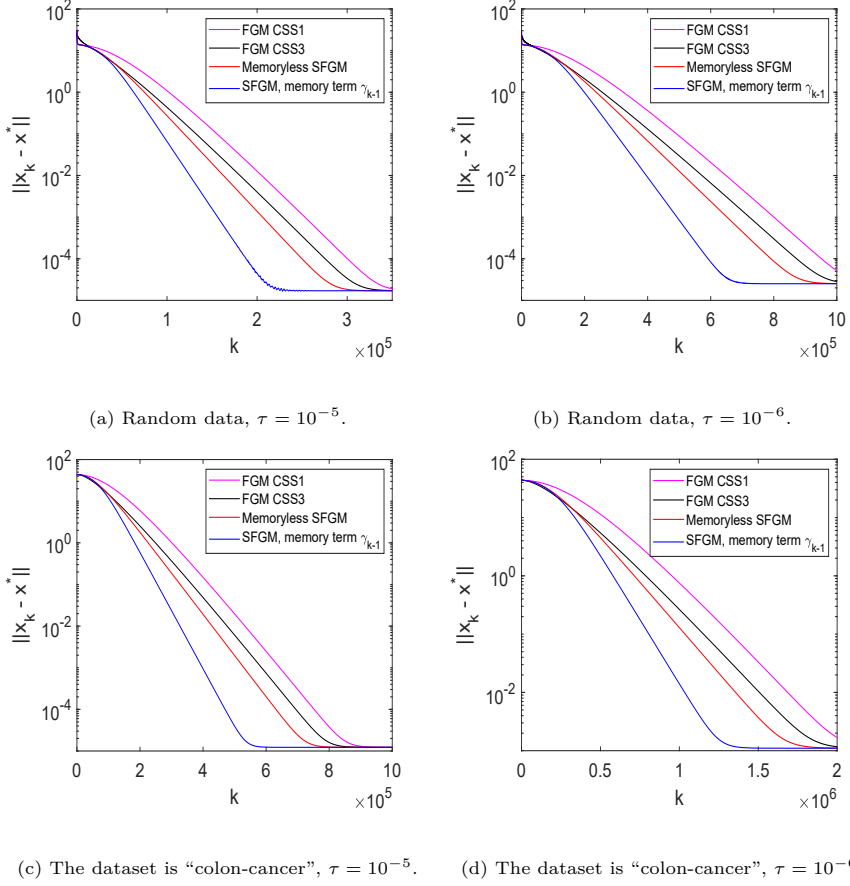 FGM CSS1
FGM CSS3
Memoryless SFGM
SFGM, memory term γk-1
10^2
10^0
10^-2
10^-4
||x_k - x^*||
0 1 2 3
×10^5
k
(a) Random data, τ = 10^−5.
FGM CSS1
FGM CSS3
Memoryless SFGM
SFGM, memory term γk-1
10^2
10^0
10^-2
10^-4
||x_k - x^*||
0 2 4 6 8 10
×10^5
k
(b) Random data, τ = 10^−6.
FGM CSS1
FGM CSS3
Memoryless SFGM
SFGM, memory term γk-1
10^2
10^0
10^-2
10^-4
||x_k - x^*||
0 2 4 6 8 10
×10^5
k
(c) The dataset is “colon-cancer”, τ = 10^−5.
FGM CSS1
FGM CSS3
Memoryless SFGM
SFGM, memory term γk-1
10^2
10^0
10^-2
||x_k - x^*||
0 0.5 1 1.5 2
×10^6
k
(d) The dataset is “colon-cancer”, τ = 10^−6